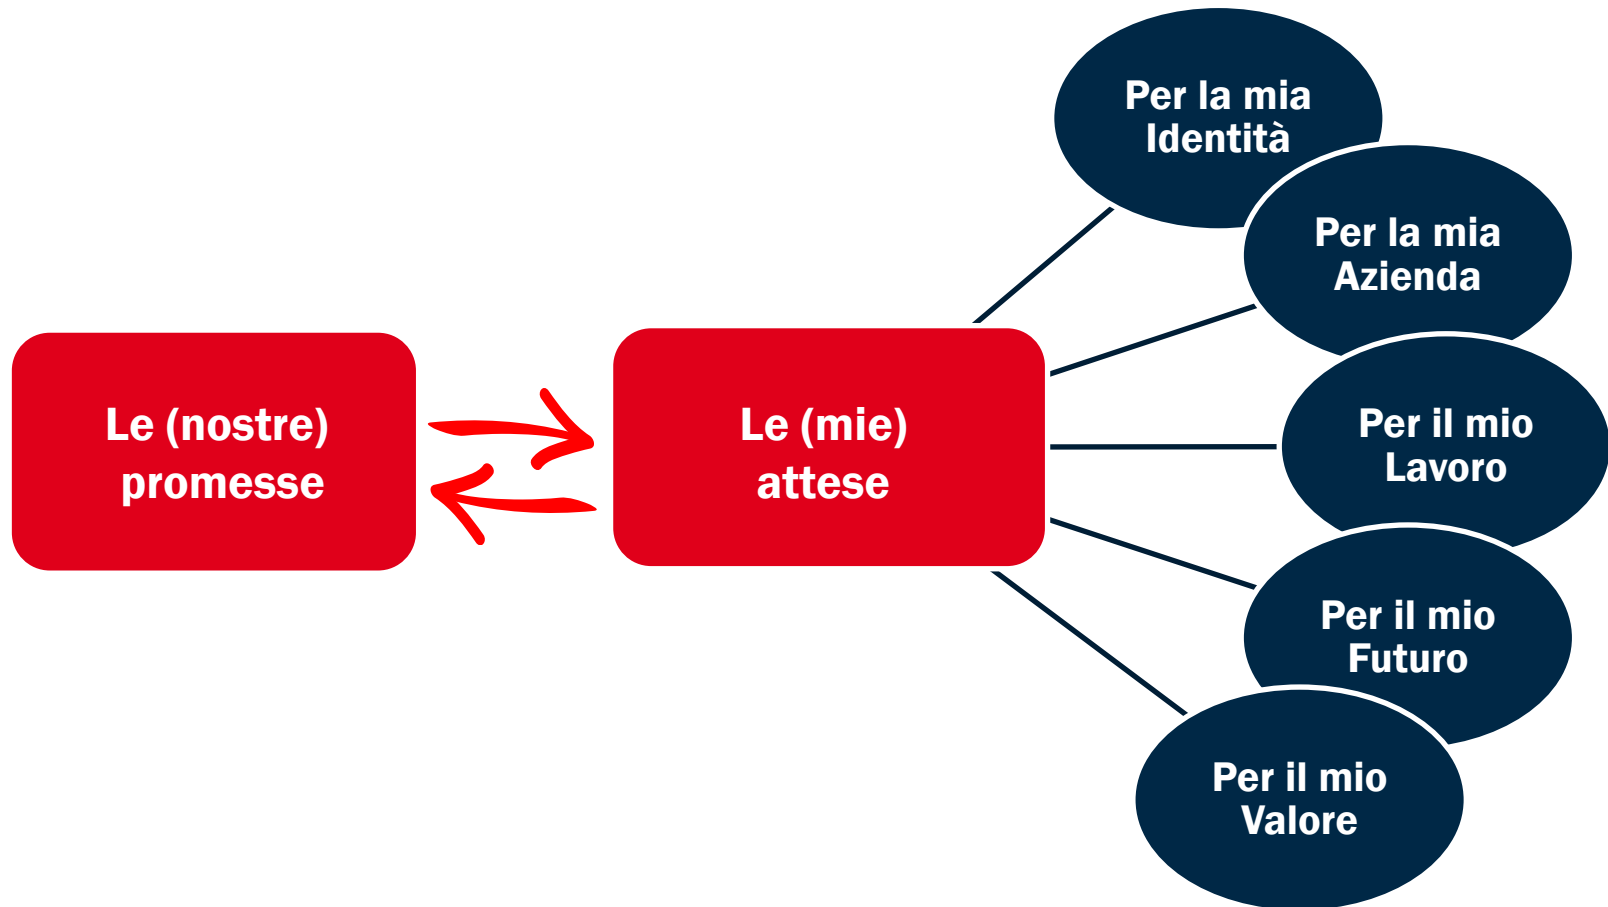 Le (nostre)
promesse
Le (mie)
attese
Per la mia
Identità
Per la mia
Azienda
Per il mio
Lavoro
Per il mio
Futuro
Per il mio
Valore